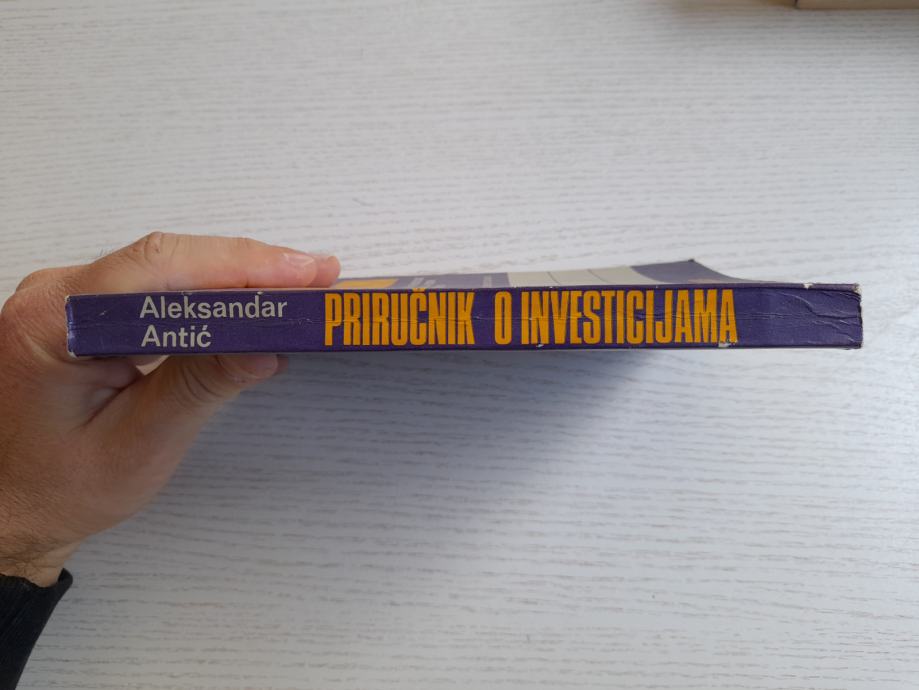 Aleksandar
Antić
PRIRUČNIK O INVESTICIJAMA